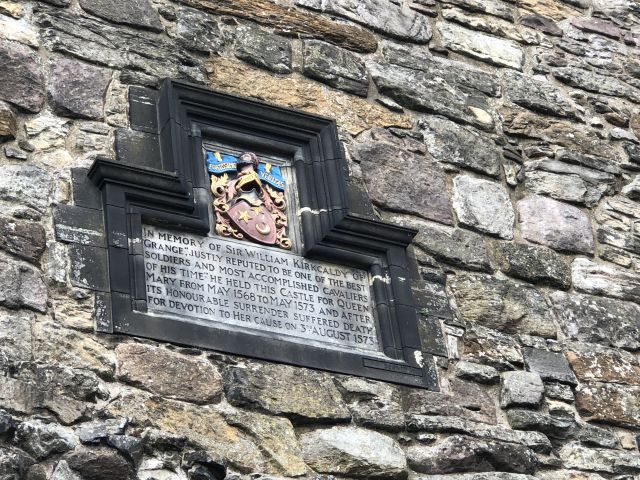 IN MEMORY OF SIR WILLIAM KIRKCALDY OF
GRANGE: JUSTLY REPUTED TO BE ONE OF THE BEST
SOLDIERS AND MOST ACCOMPLISHED CAVALIERS
OF HIS TIME. HE HELD THIS CASTLE FOR QUEEN
MARY FROM MAY 1568 TO MAY 1573 AND AFTER
ITS HONOURABLE SURRENDER SUFFERED DEATH
FOR DEVOTION TO HER CAUSE ON 3RD AUGUST 1573